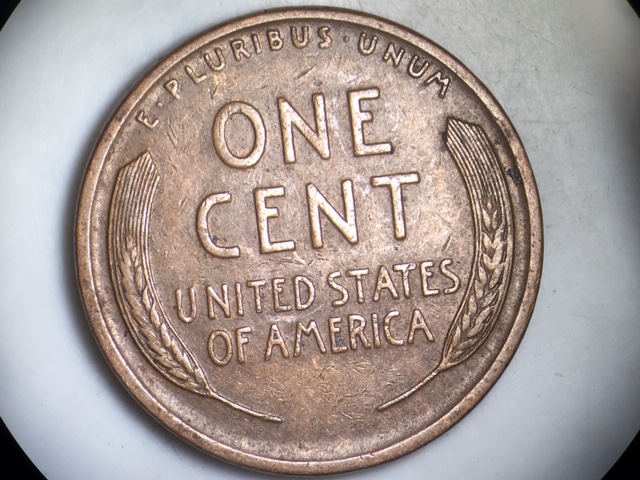 E · PLURIBUS · UNUM
ONE
CENT
UNITED STATES
OF AMERICA